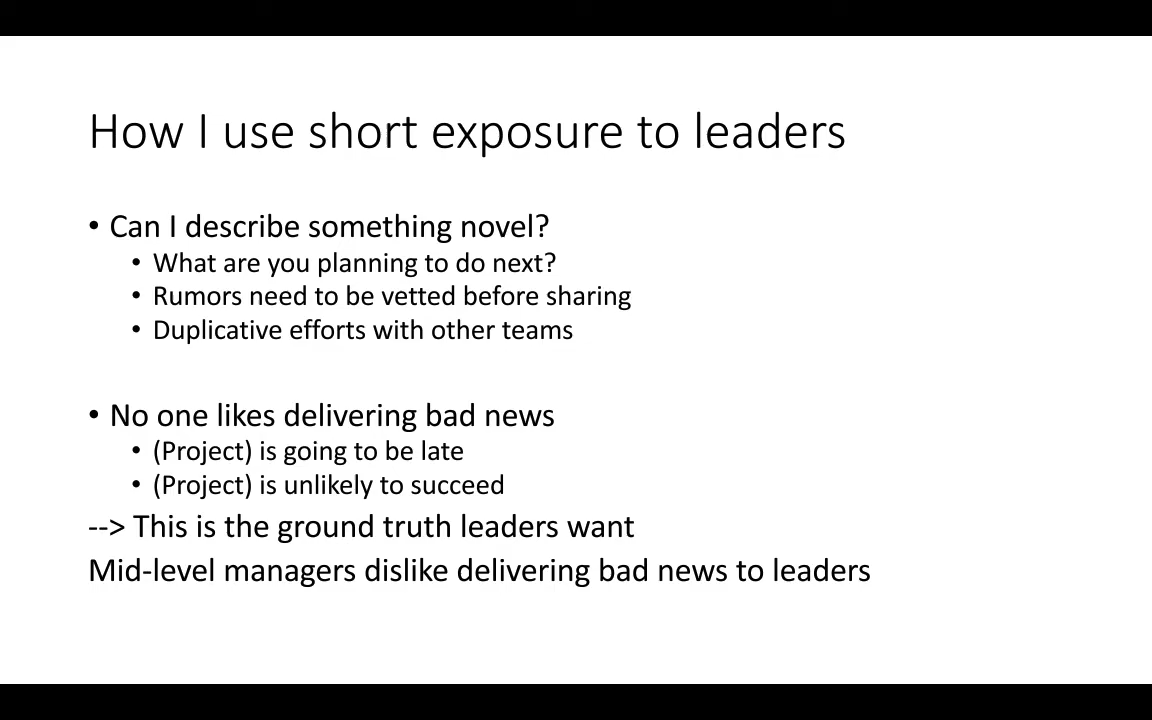 How I use short exposure to leaders
• Can I describe something novel?
• What are you planning to do next?
• Rumors need to be vetted before sharing
• Duplicative efforts with other teams
• No one likes delivering bad news
• (Project) is going to be late
• (Project) is unlikely to succeed
--> This is the ground truth leaders want
Mid-level managers dislike delivering bad news to leaders